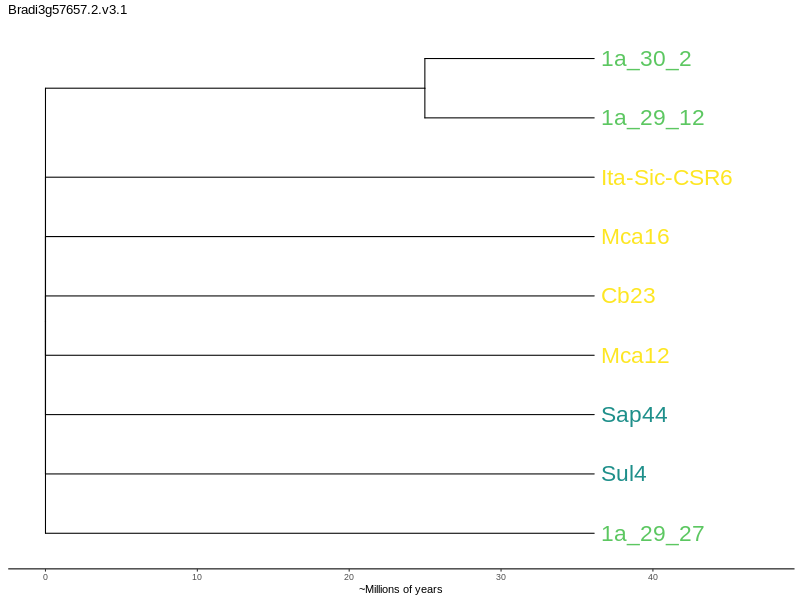 Bradi3g57657.2.v3.1
1a_30_2
1a_29_12
Ita-Sic-CSR6
Mca16
Cb23
Mca12
Sap44
Sul4
1a_29_27
0 10 20 30 40
~Millions of years